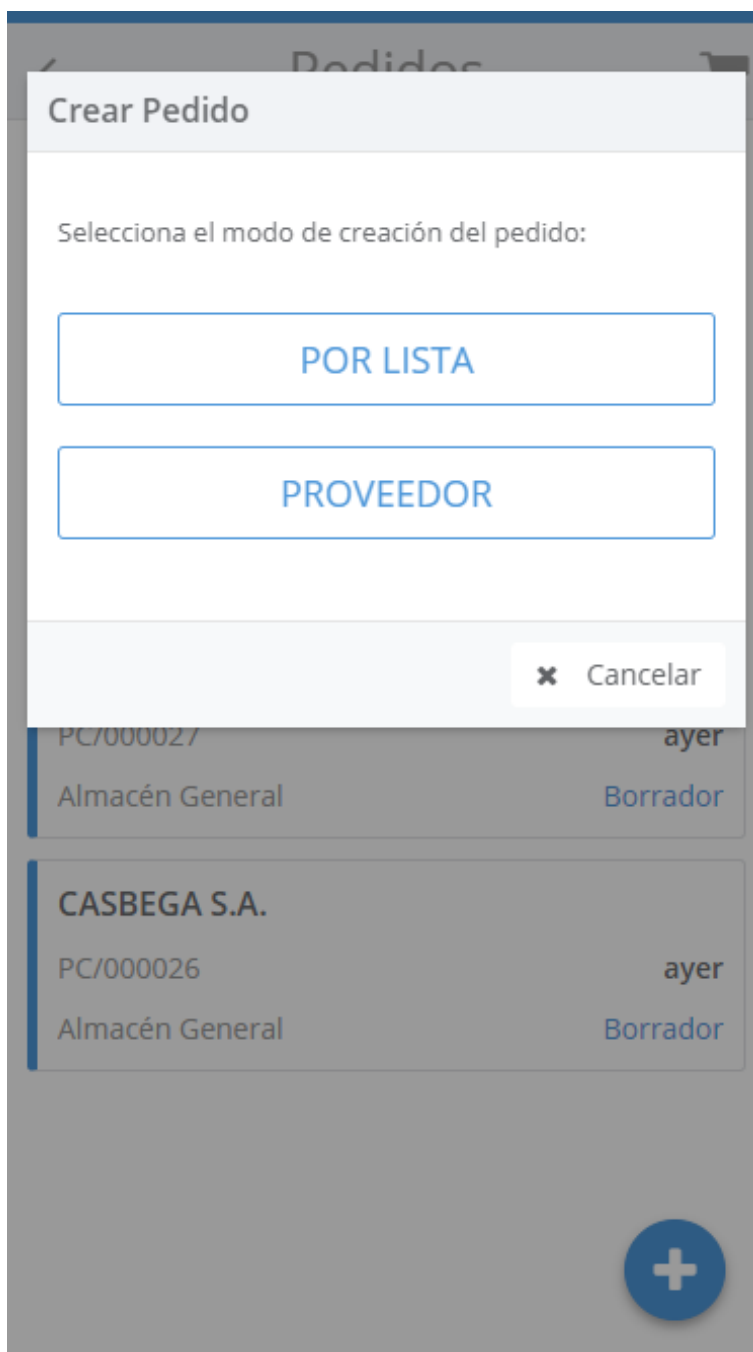 Pedidos
Crear Pedido
Selecciona el modo de creación del pedido:
POR LISTA
PROVEEDOR
Cancelar
PC/000027 ayer
Almacén General Borrador
CASBEGA S.A.
PC/000026 ayer
Almacén General Borrador